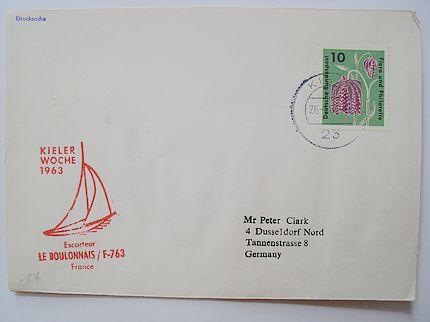 Drucksache
10
Deutsche Bundespost
Flora und Philatelie
23
KIELER
WOCHE
1963
Escorteur
LE BOULONNAIS / F-763
France
Mr Peter Clark
4 Dusseldorf Nord
Tannenstrasse 8
Germany